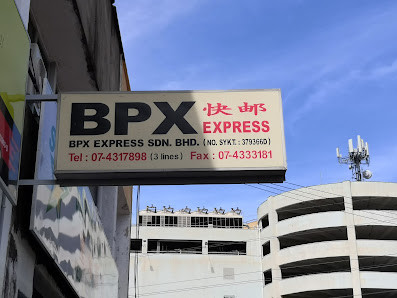 BPX 快邮
EXPRESS
BPX EXPRESS SDN. BHD. (NO. SYKT. : 379366D)
Tel : 07-4317898 (3 lines) Fax : 07-4333181